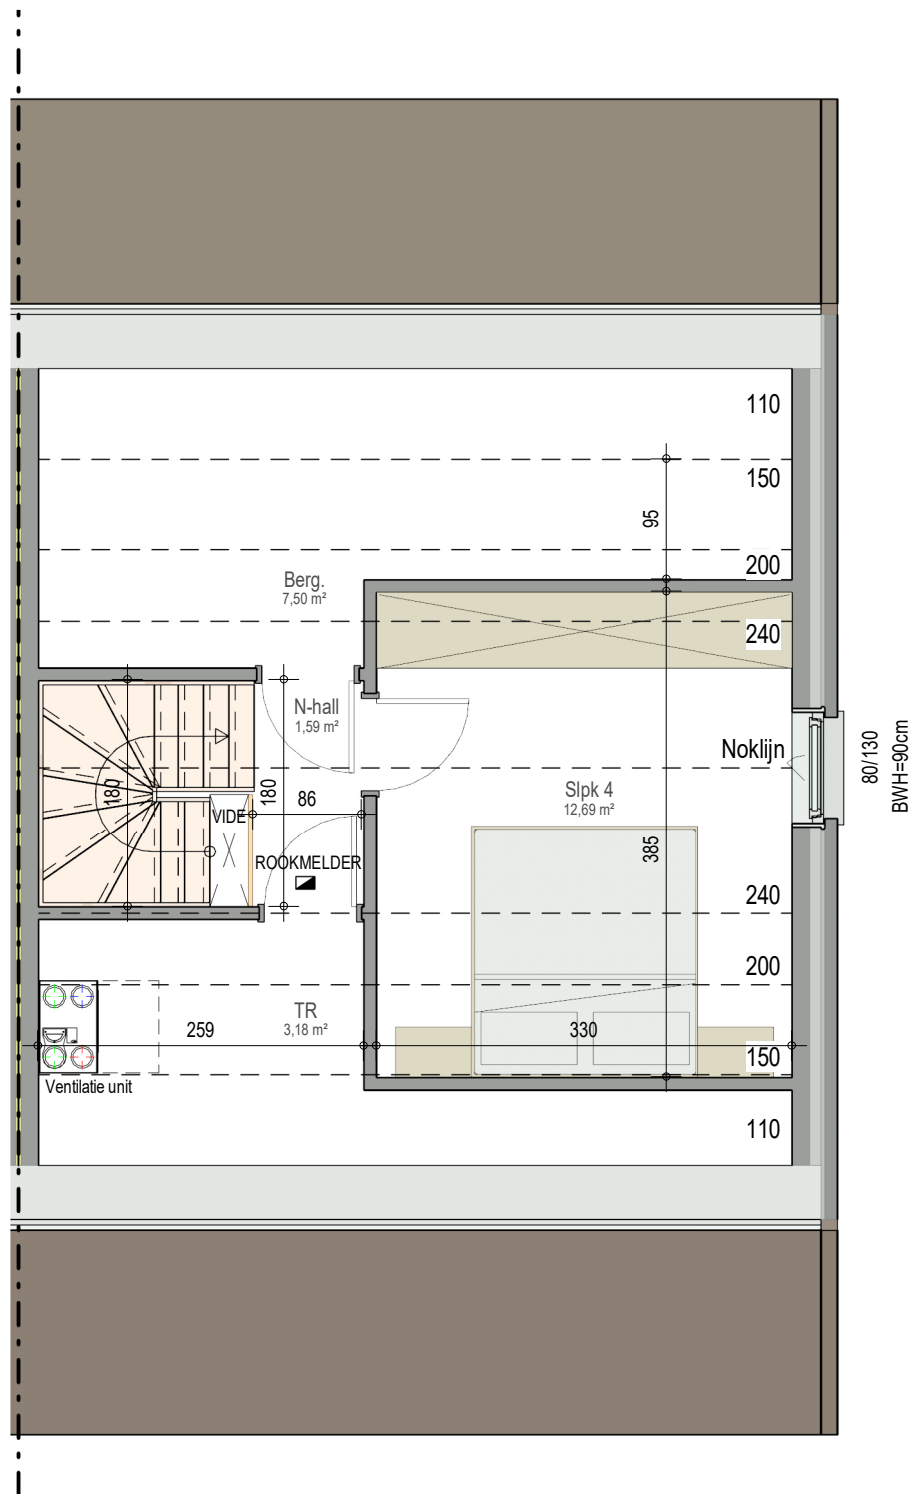 110
150
95
200
Berg.
7,50 m²
240
N-hall
1,59 m²
Noklijn
80/130
BWH=90cm
180
180
86
Slpk 4
12,69 m²
VIDE
385
ROOKMELDER
240
200
TR
3,18 m²
259
330
150
Ventilatie unit
110